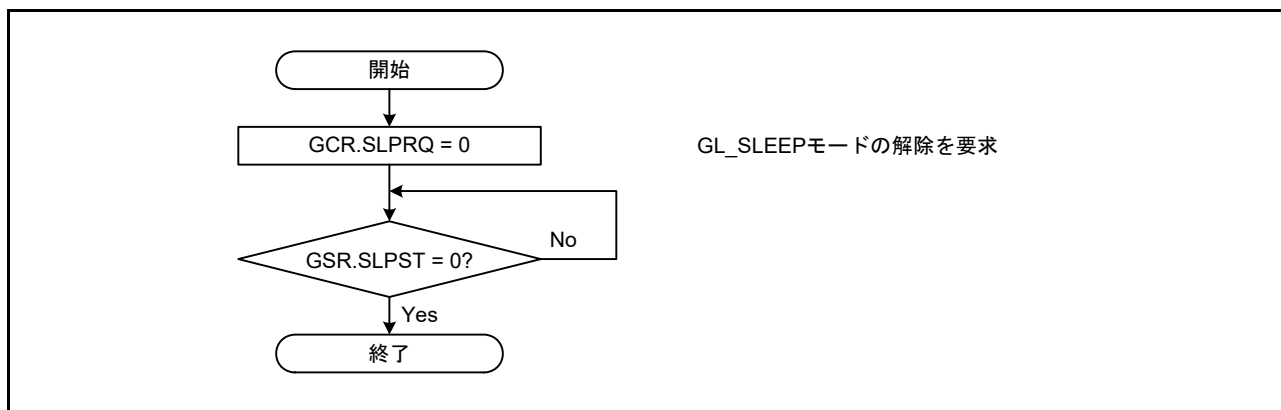 開始
GCR.SLPRQ = 0
GL_SLEEPモードの解除を要求
No
GSR.SLPST = 0?
Yes
終了